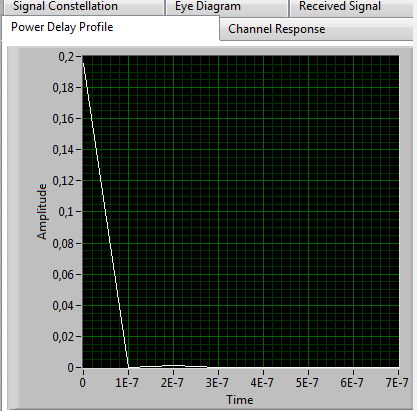 Signal Constellation Eye Diagram Received Signal
Power Delay Profile Channel Response
0,2
0,18
0,16
0,14
0,12
0,1
0,08
0,06
0,04
0,02
0
Amplitude
0 1E-7 2E-7 3E-7 4E-7 5E-7 6E-7 7E-7
Time